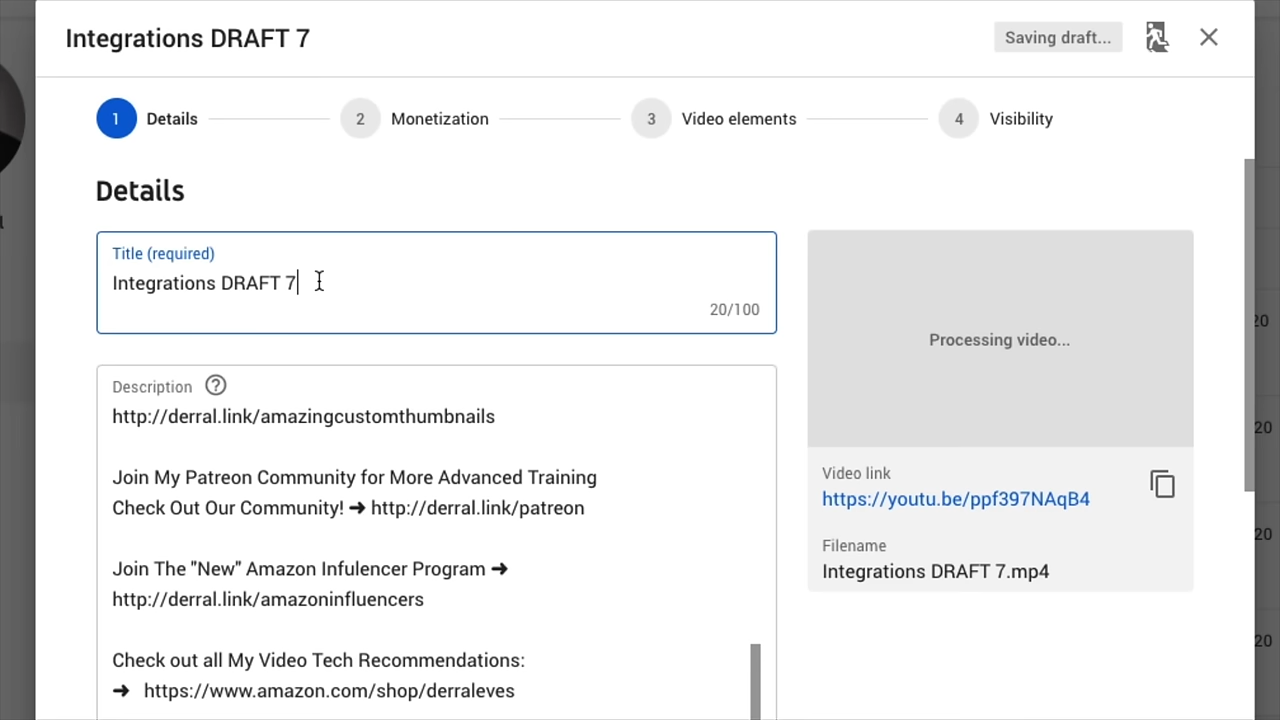 Integrations DRAFT 7
Saving draft...
1 Details
2 Monetization
3 Video elements
4 Visibility
Details
Title (required)
Integrations DRAFT 7
20/100
Processing video...
Description
http://derral.link/amazingcustomthumbnails
Join My Patreon Community for More Advanced Training
Check Out Our Community! ➜ http://derral.link/patreon
Join The "New" Amazon Infulencer Program ➜
http://derral.link/amazoninfluencers
Check out all My Video Tech Recommendations:
➜ https://www.amazon.com/shop/derraleves
Video link
https://youtu.be/ppf397NAqB4
Filename
Integrations DRAFT 7.mp4
20
20
20
20